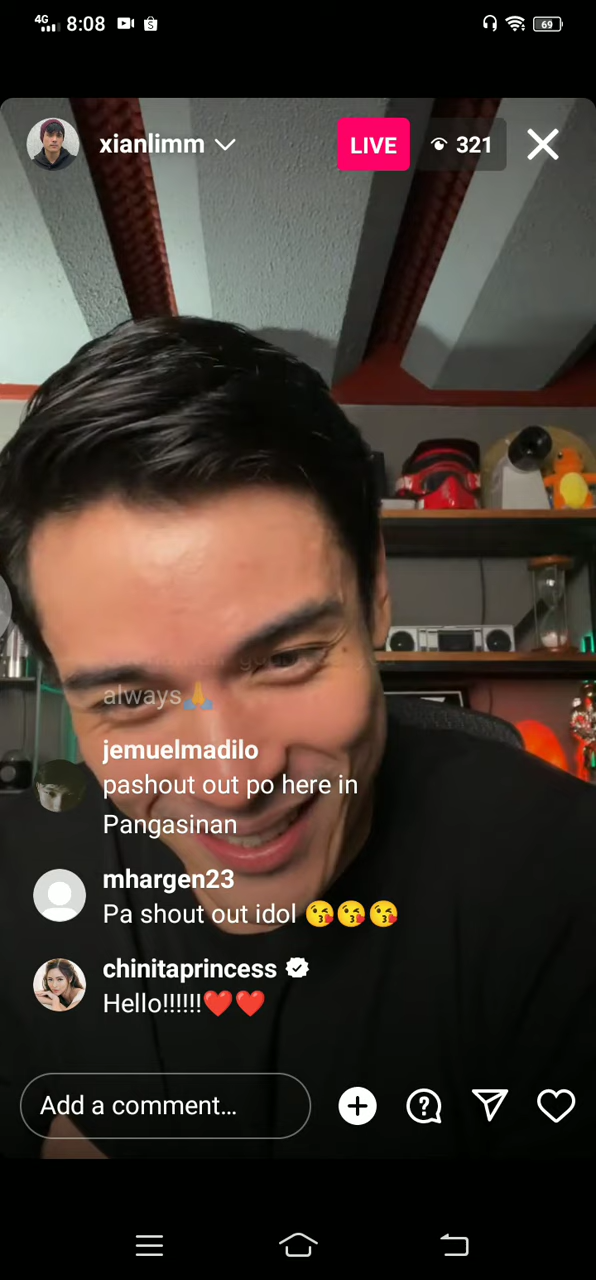 4G 8:08 69
xianlimm LIVE 321
always🙏
jemuelmadilo
pashout out po here in
Pangasinan
mhargen23
Pa shout out idol 😘😘😘
chinitaprincess
Hello!!!!!!❤️❤️
Add a comment...